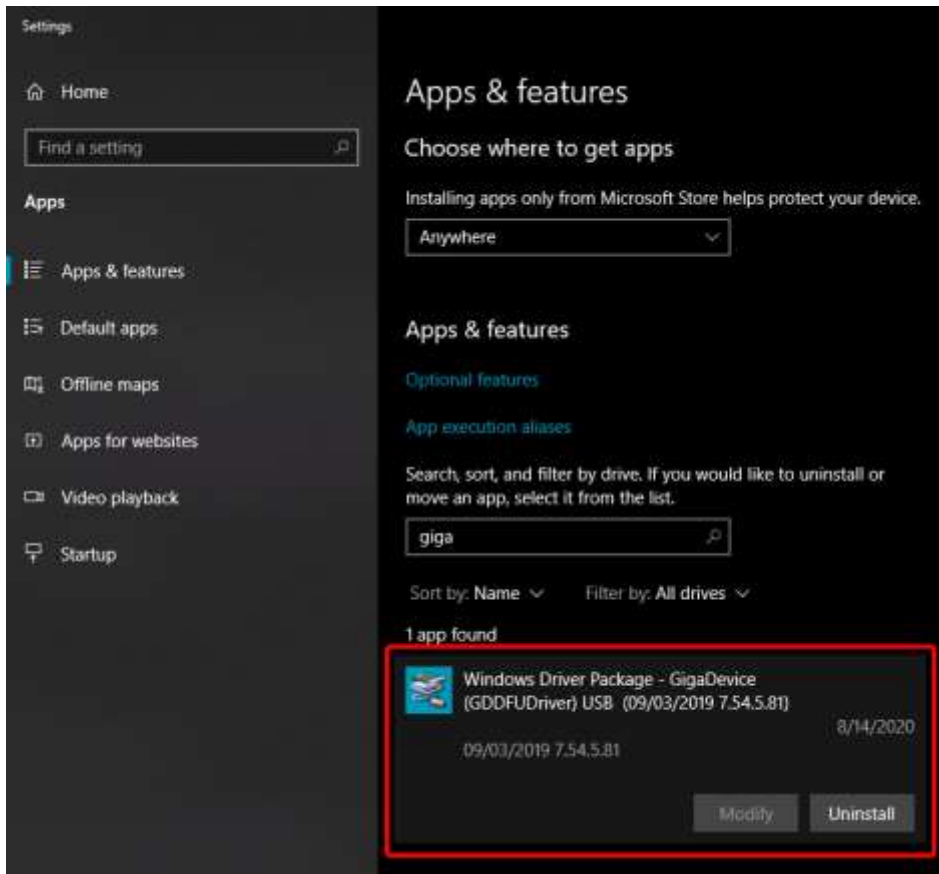 Settings
Home
Find a setting
Apps
Apps & features
Default apps
Offline maps
Apps for websites
Video playback
Startup
Apps & features
Choose where to get apps
Installing apps only from Microsoft Store helps protect your device.
Anywhere
Apps & features
Optional features
App execution aliases
Search, sort, and filter by drive. If you would like to uninstall or
move an app, select it from the list.
giga
Sort by: Name Filter by: All drives
1 app found
Windows Driver Package - GigaDevice
(GDDFUDriver) USB (09/03/2019 7.54.5.81)
8/14/2020
09/03/2019 7.54.5.81
Modify Uninstall